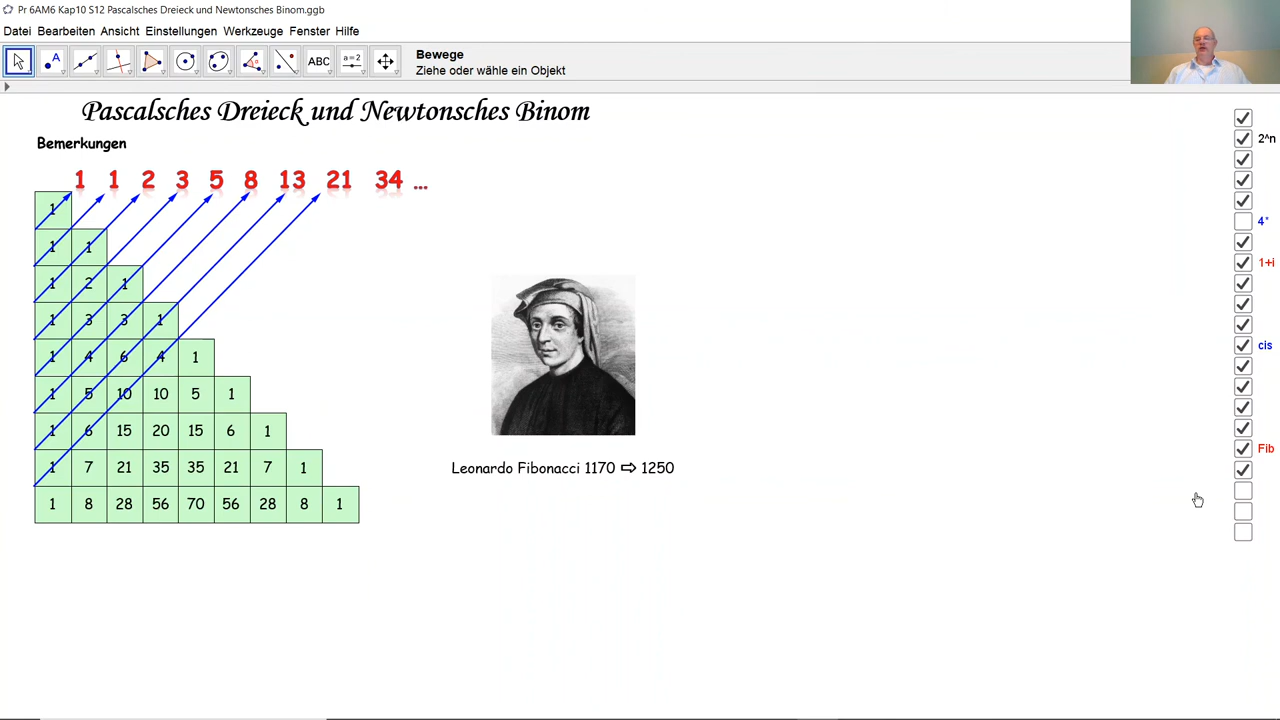 Pr 6AM6 Kap10 S12 Pascalsches Dreieck und Newtonsches Binom.ggb
Datei Bearbeiten Ansicht Einstellungen Werkzeuge Fenster Hilfe
A ABC a=2
Bewege
Ziehe oder wähle ein Objekt
Pascalsches Dreieck und Newtonsches Binom
Bemerkungen
1 1 2 3 5 8 13 21 34 ...
1
1 1
1 2 1
1 3 3 1
1 4 6 4 1
1 5 10 10 5 1
1 6 15 20 15 6 1
1 7 21 35 35 21 7 1
1 8 28 56 70 56 28 8 1
Leonardo Fibonacci 1170 ⇨ 1250
2^n
4*
1+i
cis
Fib